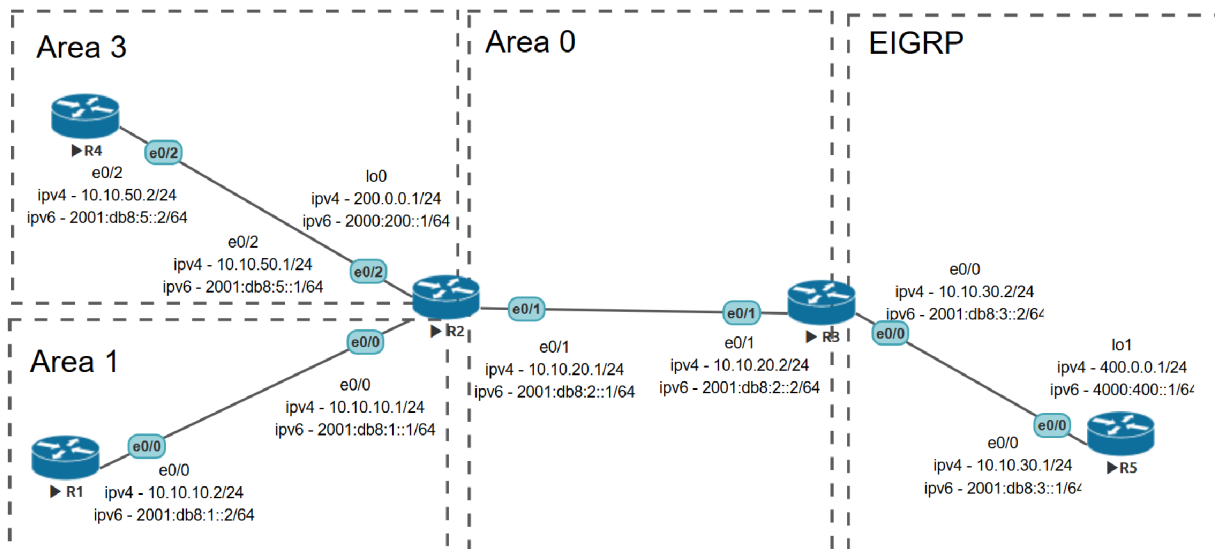 Area 3
Area 0
EIGRP
R4
e0/2
e0/2
ipv4 - 10.10.50.2/24
ipv6 - 2001:db8:5::2/64
lo0
ipv4 - 200.0.0.1/24
ipv6 - 2000:200::1/64
e0/2
ipv4 - 10.10.50.1/24
ipv6 - 2001:db8:5::1/64
e0/2
R2
e0/1
e0/1
R3
e0/0
ipv4 - 10.10.30.2/24
ipv6 - 2001:db8:3::2/64
e0/0
Area 1
e0/0
e0/0
ipv4 - 10.10.10.1/24
ipv6 - 2001:db8:1::1/64
e0/1
ipv4 - 10.10.20.1/24
ipv6 - 2001:db8:2::1/64
e0/1
ipv4 - 10.10.20.2/24
ipv6 - 2001:db8:2::2/64
lo1
ipv4 - 400.0.0.1/24
ipv6 - 4000:400::1/64
e0/0
R5
e0/0
ipv4 - 10.10.30.1/24
ipv6 - 2001:db8:3::1/64
e0/0
R1
e0/0
ipv4 - 10.10.10.2/24
ipv6 - 2001:db8:1::2/64